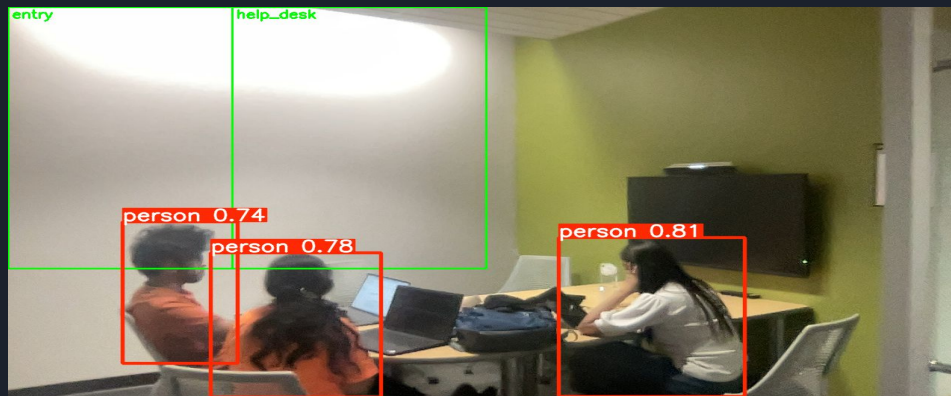 entry
help_desk
person 0.74
person 0.78
person 0.81